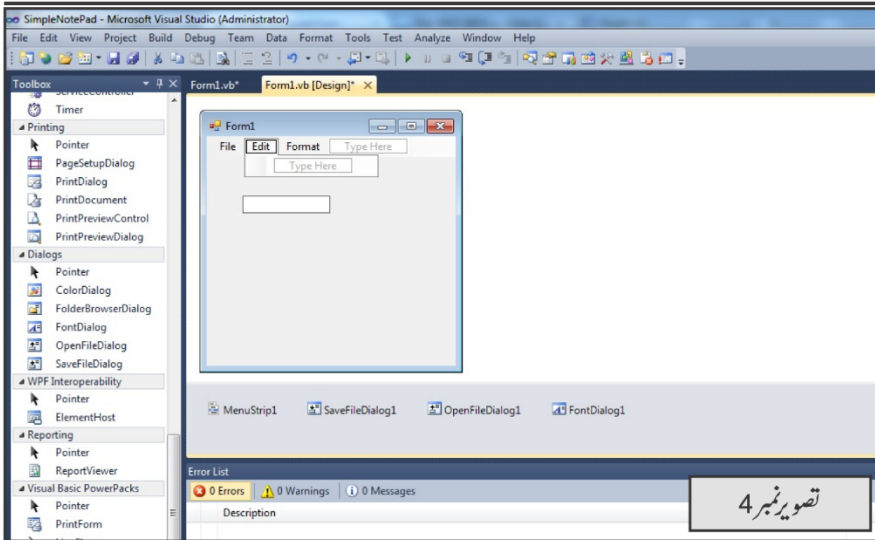 SimpleNotePad - Microsoft Visual Studio (Administrator)
File Edit View Project Build Debug Team Data Format Tools Test Analyze Window Help
Toolbox
Timer
Printing
Pointer
PageSetupDialog
PrintDialog
PrintDocument
PrintPreviewControl
PrintPreviewDialog
Dialogs
Pointer
ColorDialog
FolderBrowserDialog
FontDialog
OpenFileDialog
SaveFileDialog
WPF Interoperability
Pointer
ElementHost
Reporting
Pointer
ReportViewer
Visual Basic PowerPacks
Pointer
PrintForm
Form1.vb* Form1.vb [Design]*
Form1
File Edit Format Type Here
Type Here
MenuStrip1 SaveFileDialog1 OpenFileDialog1 FontDialog1
Error List
0 Errors 0 Warnings 0 Messages
Description
تصویر نمبر 4